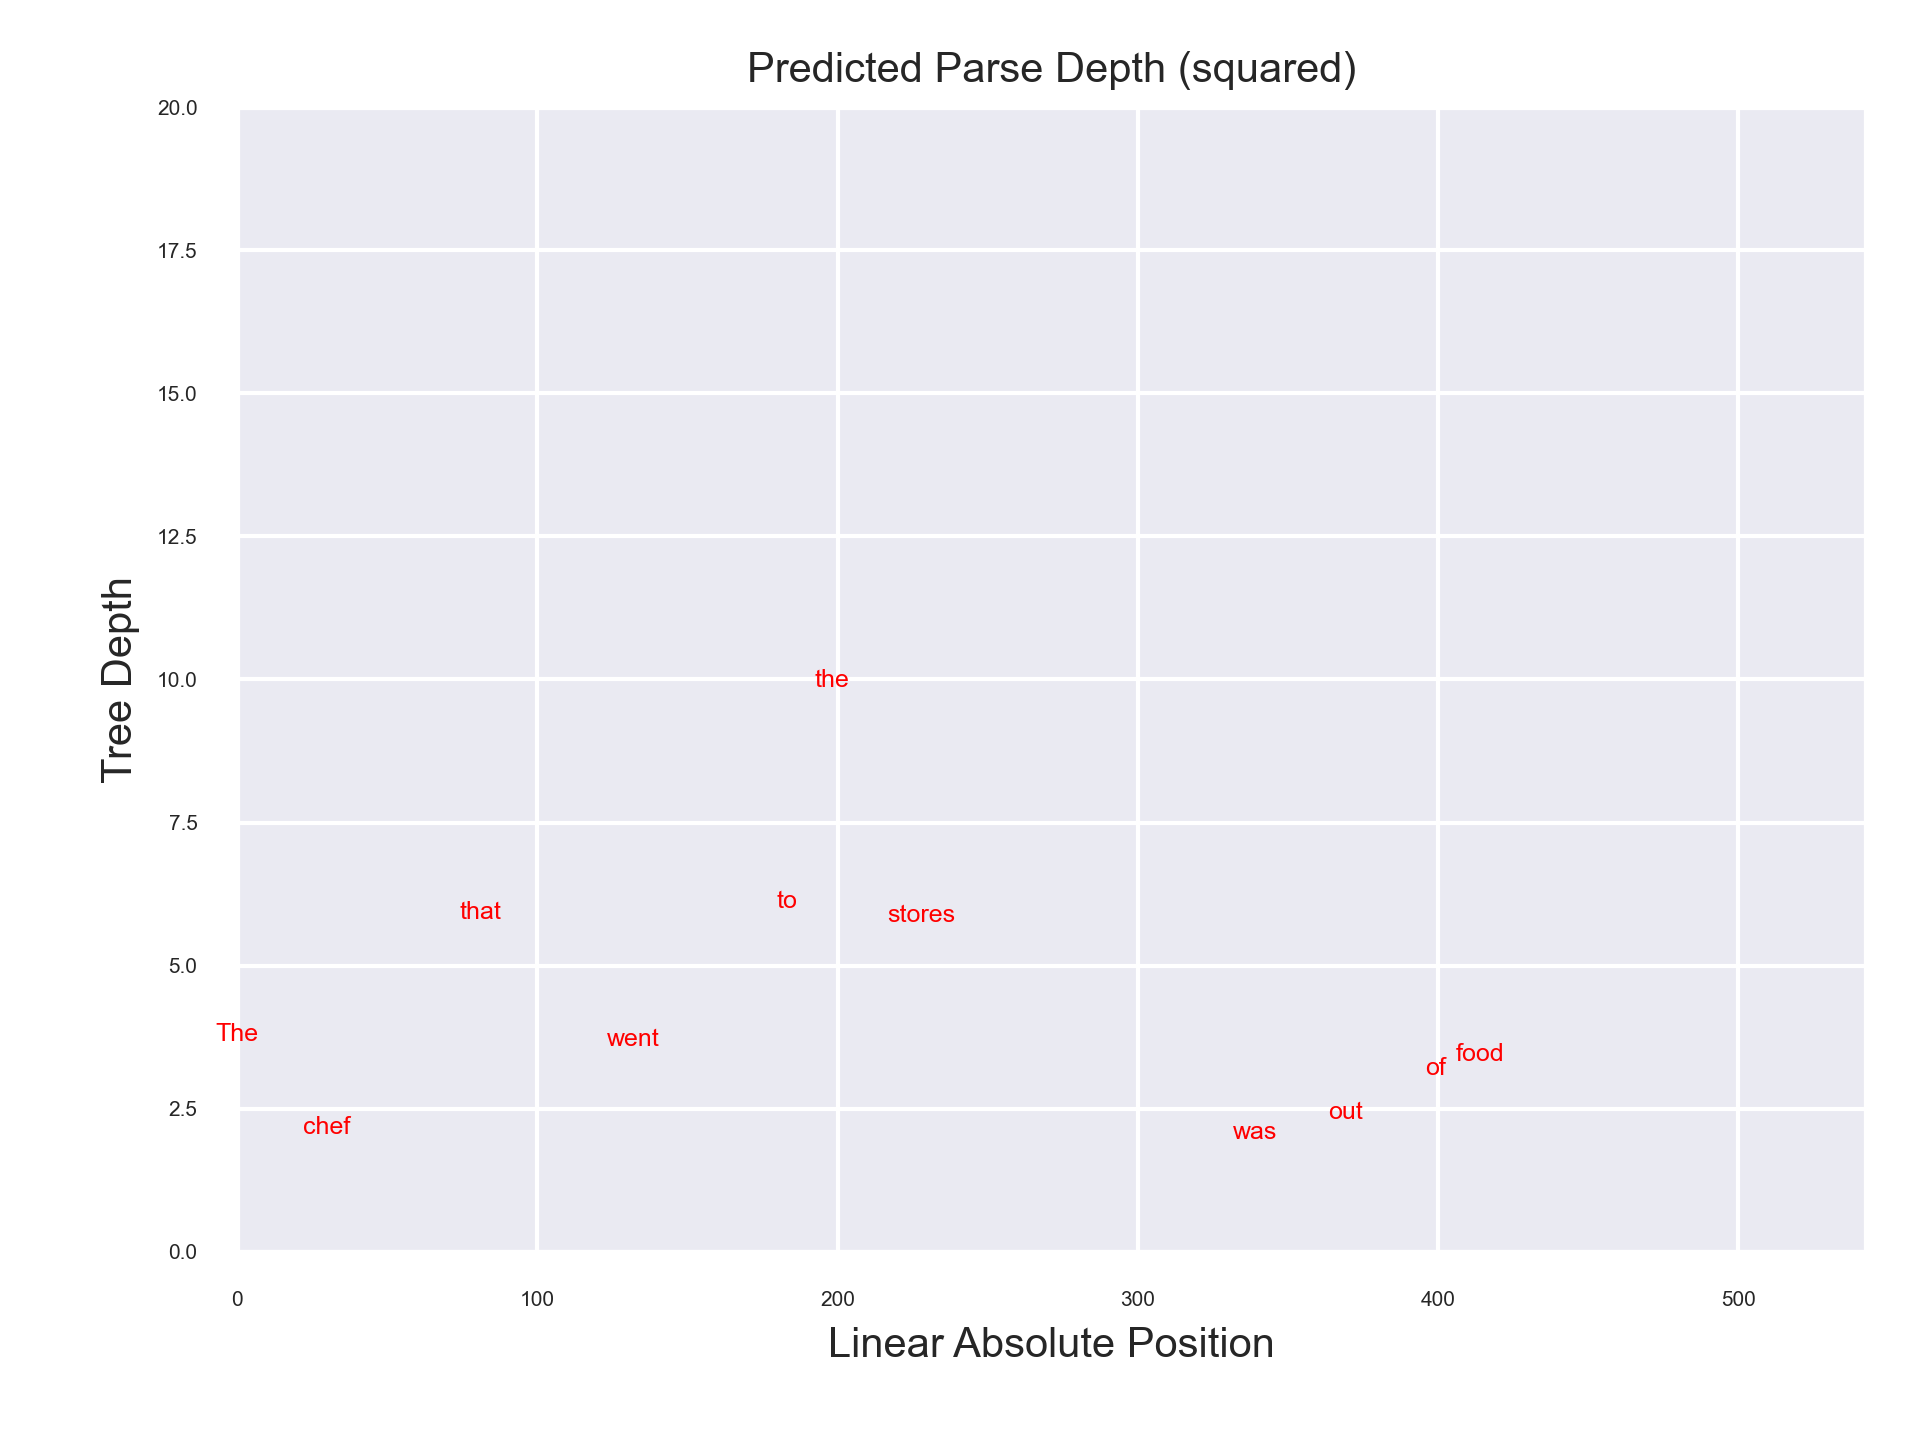 Predicted Parse Depth (squared)
20.0
17.5
15.0
12.5
10.0
7.5
5.0
2.5
0.0
Tree Depth
the
that
to
stores
The
went
food
of
out
chef
was
0 100 200 300 400 500
Linear Absolute Position